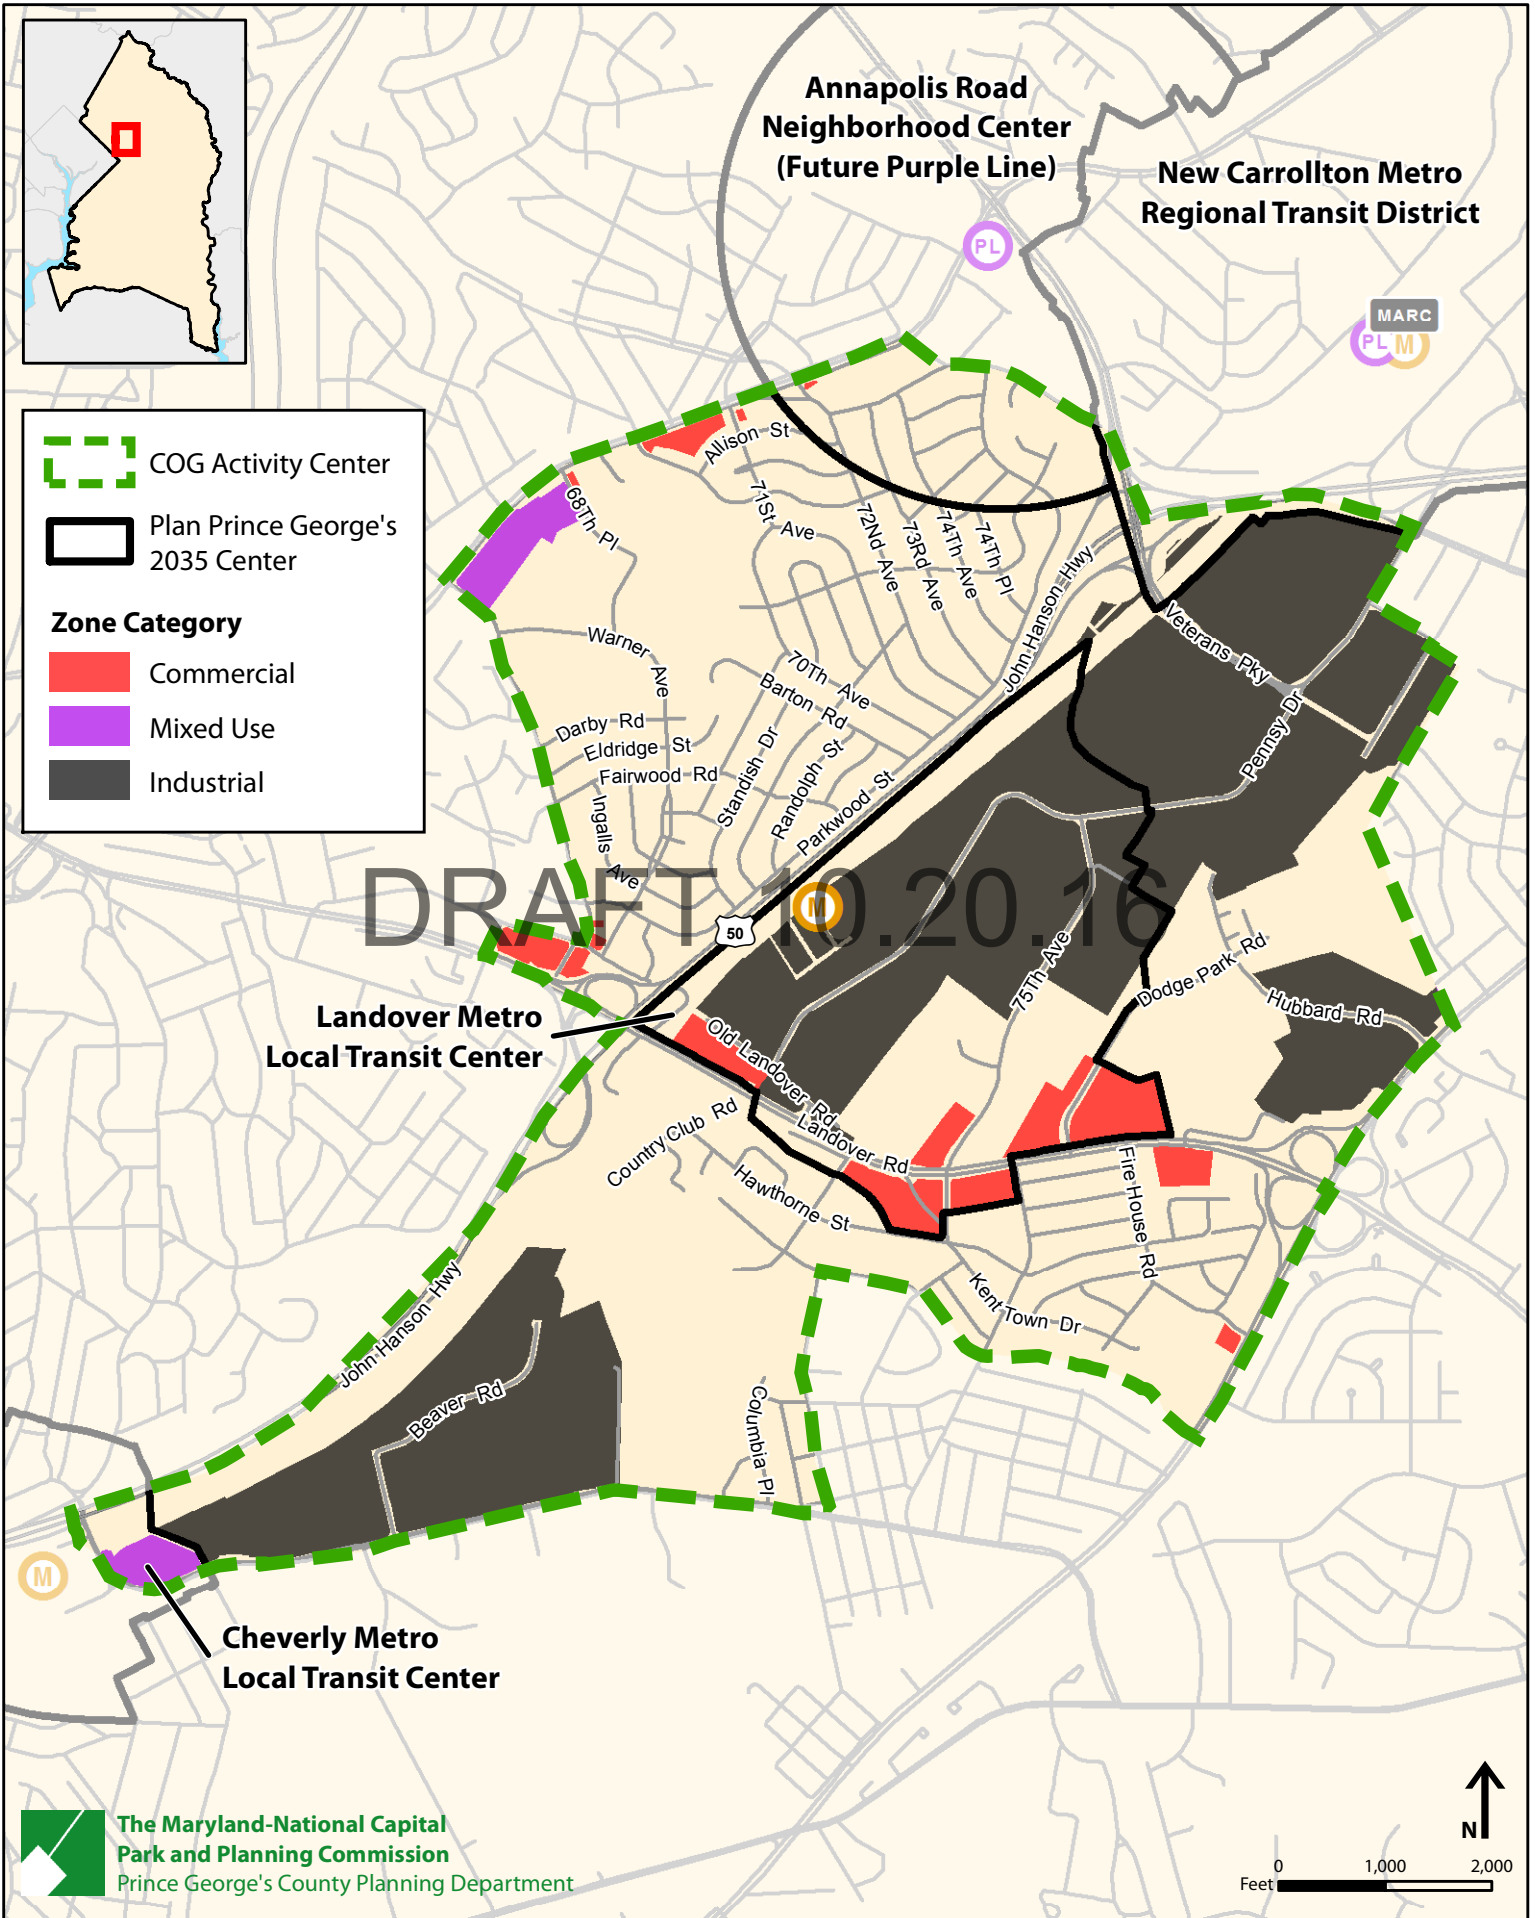 Annapolis Road
Neighborhood Center
(Future Purple Line)
New Carrollton Metro
Regional Transit District
PL
MARC
PL
M
COG Activity Center
Plan Prince George's
2035 Center
Zone Category
Commercial
Mixed Use
Industrial
Allison St
68Th Pl
71St Ave
72Nd Ave
73Rd Ave
74Th Ave
74Th Pl
John Hanson Hwy
Veterans Pky
Pennsy Dr
Warner Ave
70Th Ave
Barton Rd
Darby Rd
Eldridge St
Fairwood Rd
Standish Dr
Randolph St
Parkwood St
Ingalls Ave
DRAFT 10.20.16
M
50
75Th Ave
Dodge Park Rd
Hubbard Rd
Landover Metro
Local Transit Center
Old Landover Rd
Landover Rd
Country Club Rd
Hawthorne St
Fire House Rd
Kent Town Dr
John Hanson Hwy
Beaver Rd
Columbia Pl
M
Cheverly Metro
Local Transit Center
The Maryland-National Capital
Park and Planning Commission
Prince George's County Planning Department
N
0 1,000 2,000
Feet